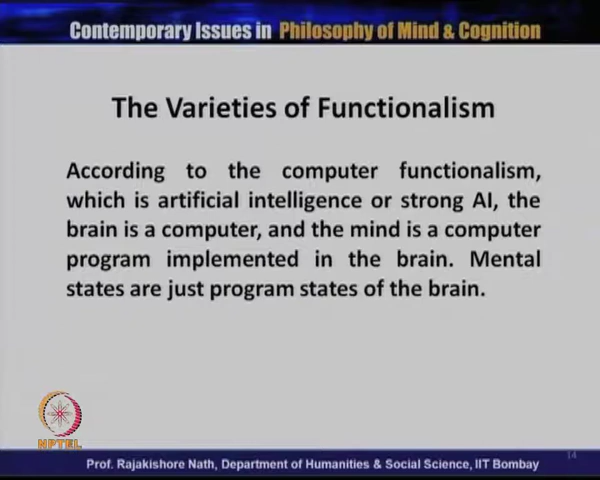 Contemporary Issues in Philosophy of Mind & Cognition
The Varieties of Functionalism
According to the computer functionalism,
which is artificial intelligence or strong AI, the
brain is a computer, and the mind is a computer
program implemented in the brain. Mental
states are just program states of the brain.
NPTEL
14
Prof. Rajakishore Nath, Department of Humanities & Social Science, IIT Bombay